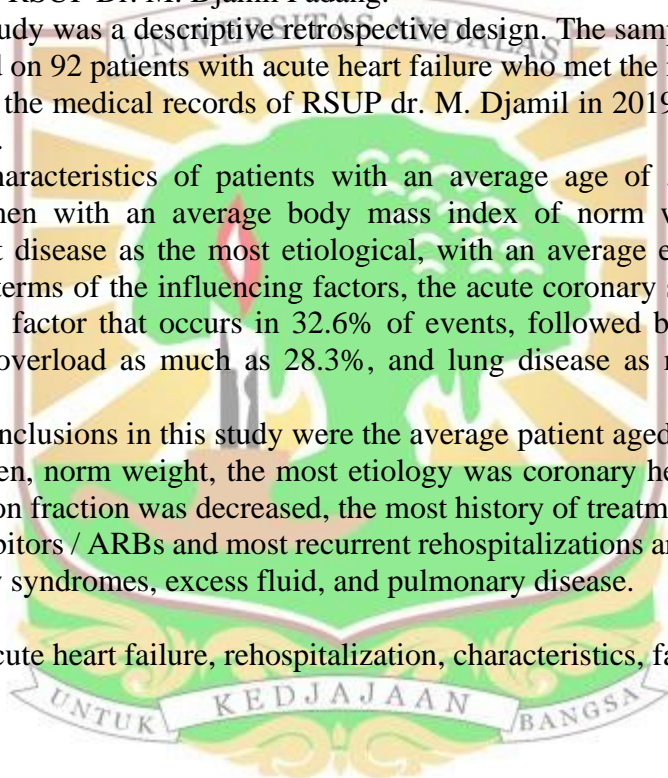 RSUP Dr. M. Djamil Padang.
udy was a descriptive retrospective design. The samp
d on 92 patients with acute heart failure who met the
the medical records of RSUP dr. M. Djamil in 2019
.
haracteristics of patients with an average age of
men with an average body mass index of norm w
t disease as the most etiological, with an average e
terms of the influencing factors, the acute coronary s
factor that occurs in 32.6% of events, followed b
overload as much as 28.3%, and lung disease as
nclusions in this study were the average patient aged
en, norm weight, the most etiology was coronary he
on fraction was decreased, the most history of treatm
bitors / ARBs and most recurrent rehospitalizations ar
y syndromes, excess fluid, and pulmonary disease.
cute heart failure, rehospitalization, characteristics, fa
UNIVERSITAS ANDALAS
UNTUK KEDJAJAAN BANGSA